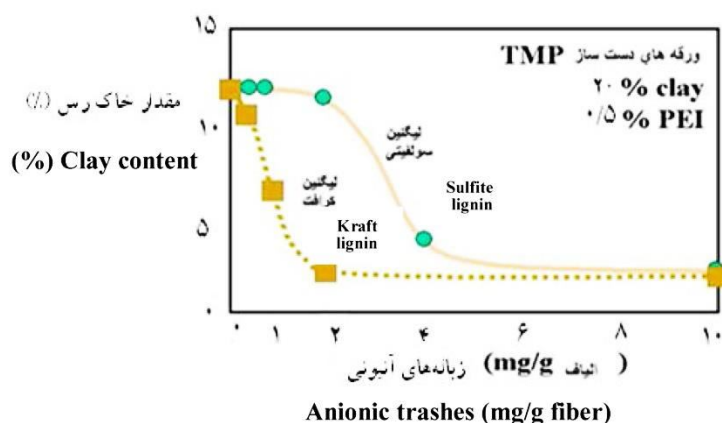 ۱۵
ورقه های دست ساز TMP
۲۰ % clay
۰/۵ % PEI
مقدار خاک رس (٪)
۱۰
(%) Clay content
لیگنین
سولفیتی
لیگنین
کرافت
Sulfite
lignin
Kraft
lignin
۵
۰
۰ ۱ ۲ ۴ ۶ ۸ ۱۰
زبانه‌های آنیونی (mg/g الیاف)
Anionic trashes (mg/g fiber)